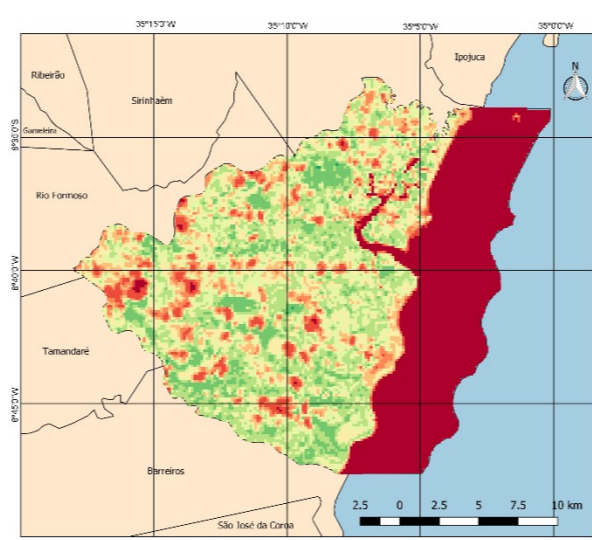 35°15'0"W 35°10'0"W 35°5'0"W 35°0'0"W
Ipojuca
N
Ribeirão
Sirinhaèm
Gameleira
8°35'0"S
Rio Formoso
8°40'0"W
Tamandaré
8°45'0"W
Barreiros
2.5 0 2.5 5 7.5 10 km
São José da Coroa